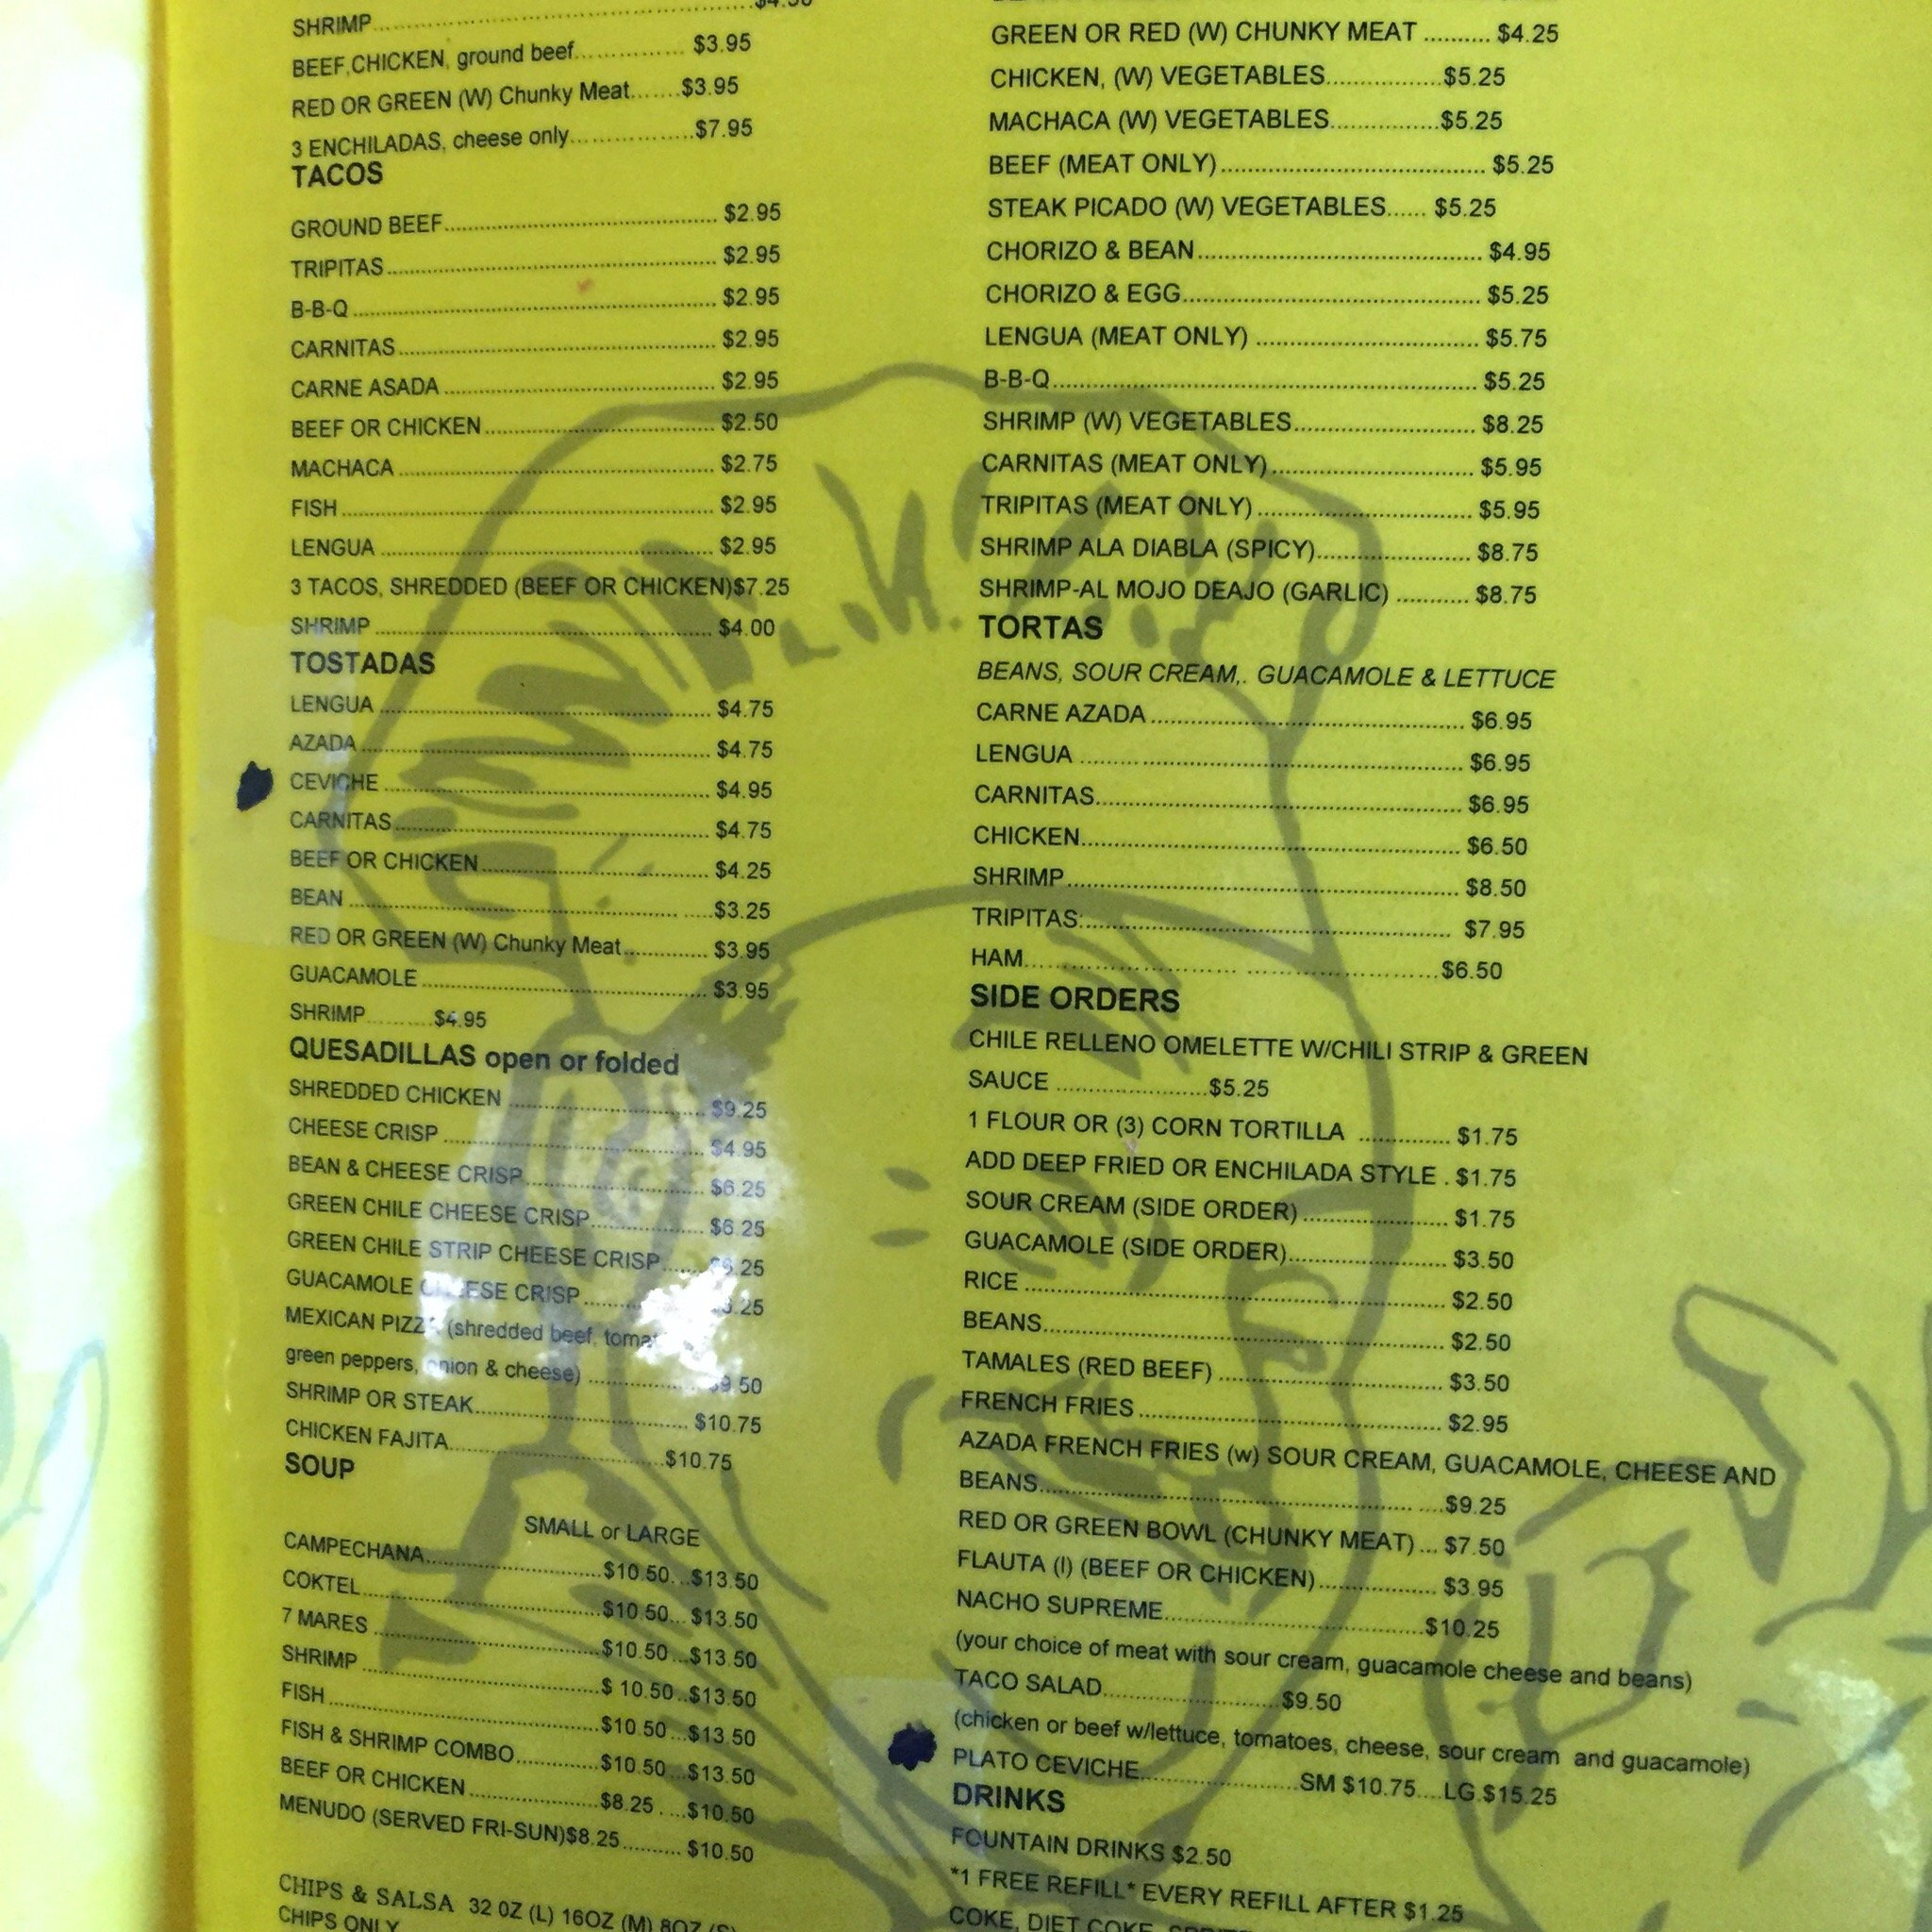 SHRIMP
BEEF,CHICKEN, ground beef.............. $3.95
RED OR GREEN (W) Chunky Meat.......$3.95
3 ENCHILADAS, cheese only.................$7.95
TACOS
GROUND BEEF.......... $2.95
TRIPITAS.......... $2.95
B-B-Q.......... $2.95
CARNITAS.......... $2.95
CARNE ASADA.......... $2.95
BEEF OR CHICKEN.......... $2.50
MACHACA.......... $2.75
FISH.......... $2.95
LENGUA.......... $2.95
3 TACOS, SHREDDED (BEEF OR CHICKEN)$7.25
SHRIMP.......... $4.00
TOSTADAS
LENGUA.......... $4.75
AZADA.......... $4.75
CEVICHE.......... $4.95
CARNITAS.......... $4.75
BEEF OR CHICKEN.......... $4.25
BEAN.......... ......$3.25
RED OR GREEN (W) Chunky Meat............. $3.95
GUACAMOLE.......... $3.95
SHRIMP..........$4.95
QUESADILLAS open or folded
SHREDDED CHICKEN.......... $9.25
CHEESE CRISP.......... $4.95
BEAN & CHEESE CRISP.......... $6.25
GREEN CHILE CHEESE CRISP.......... $6.25
GREEN CHILE STRIP CHEESE CRISP....... .25
GUACAMOLE CRISP.......... .25
MEXICAN (shredded beef,
green peppers, onion & cheese).......... $9.50
SHRIMP OR STEAK.......... $10.75
CHICKEN FAJITA..........$10.75
SOUP
SMALL or LARGE
CAMPECHANA..........$10.50...$13.50
COKTEL..........$10.50... $13.50
7 MARES..........$10.50...$13.50
SHRIMP..........$ 10.50..$13.50
FISH..........$10.50...$13.50
FISH & SHRIMP COMBO..........$10.50...$13.50
BEEF OR CHICKEN..........$8.25....$10.50
MENUDO (SERVED FRI-SUN)$8.25.......... $10.50
CHIPS & SALSA 32 0Z (L) 16OZ (M) 8OZ (S)
CHIPS ONLY
GREEN OR RED (W) CHUNKY MEAT .......... $4.25
CHICKEN, (W) VEGETABLES.................$5.25
MACHACA (W) VEGETABLES................$5.25
BEEF (MEAT ONLY).......... $5.25
STEAK PICADO (W) VEGETABLES...... $5.25
CHORIZO & BEAN.......... $4.95
CHORIZO & EGG.......... $5.25
LENGUA (MEAT ONLY) .......... $5.75
B-B-Q.......... $5.25
SHRIMP (W) VEGETABLES.......... $8.25
CARNITAS (MEAT ONLY).......... $5.95
TRIPITAS (MEAT ONLY).......... $5.95
SHRIMP ALA DIABLA (SPICY).......... $8.75
SHRIMP-AL MOJO DEAJO (GARLIC) ........... $8.75
TORTAS
BEANS, SOUR CREAM,. GUACAMOLE & LETTUCE
CARNE AZADA.......... $6.95
LENGUA.......... $6.95
CARNITAS.......... $6.95
CHICKEN.......... $6.50
SHRIMP.......... $8.50
TRIPITAS:.......... $7.95
HAM..........$6.50
SIDE ORDERS
CHILE RELLENO OMELETTE W/CHILI STRIP & GREEN
SAUCE ......................$5.25
1 FLOUR OR (3) CORN TORTILLA ............. $1.75
ADD DEEP FRIED OR ENCHILADA STYLE . $1.75
SOUR CREAM (SIDE ORDER).......... $1.75
GUACAMOLE (SIDE ORDER).......... $3.50
RICE.......... $2.50
BEANS.......... $2.50
TAMALES (RED BEEF).......... $3.50
FRENCH FRIES.......... $2.95
AZADA FRENCH FRIES (w) SOUR CREAM, GUACAMOLE, CHEESE AND
BEANS.......... ....$9.25
RED OR GREEN BOWL (CHUNKY MEAT)... $7.50
FLAUTA (I) (BEEF OR CHICKEN).......... $3.95
NACHO SUPREME..........$10.25
(your choice of meat with sour cream, guacamole cheese and beans)
TACO SALAD..........$9.50
(chicken or beef w/lettuce, tomatoes, cheese, sour cream and guacamole)
PLATO CEVICHE..........SM $10.75....LG.$15.25
DRINKS
FOUNTAIN DRINKS $2.50
*1 FREE REFILL* EVERY REFILL AFTER $1.25
COKE, DIET COKE,